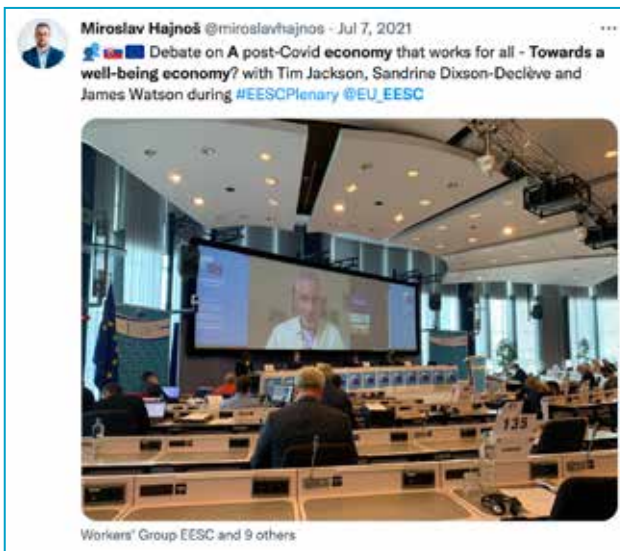 Miroslav Hajnoš @miroslavhajnos · Jul 7, 2021 ...
Debate on A post-Covid economy that works for all - Towards a
well-being economy? with Tim Jackson, Sandrine Dixson-Declève and
James Watson during #EESCPlenary @EU_EESC
135
Workers' Group EESC and 9 others